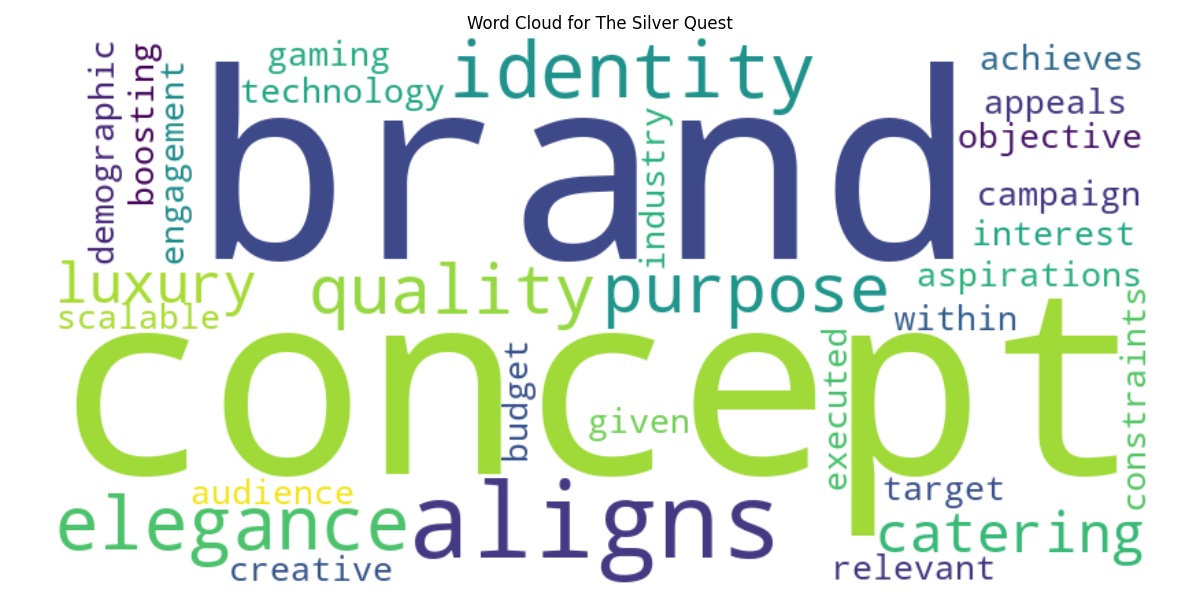 Word Cloud for The Silver Quest
demographic
boosting
engagement
gaming
technology
identity
achieves
appeals
objective
brand
industry
campaign
interest
luxury
scalable
quality
purpose
aspirations
within
concept
budget
given
executed
constraints
audience
elegance
creative
aligns
target
catering
relevant